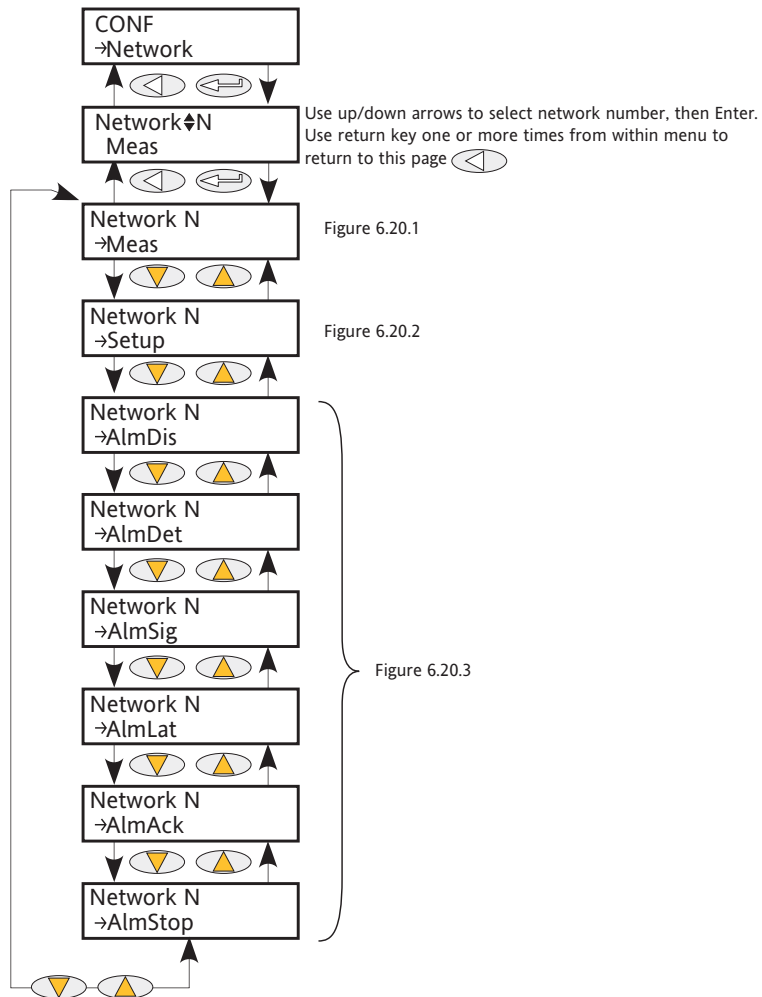 CONF
→Network
Network♦N
Meas
Use up/down arrows to select network number, then Enter.
Use return key one or more times from within menu to
return to this page
Network N
→Meas
Figure 6.20.1
Network N
→Setup
Figure 6.20.2
Network N
→AlmDis
Network N
→AlmDet
Network N
→AlmSig
Figure 6.20.3
Network N
→AlmLat
Network N
→AlmAck
Network N
→AlmStop